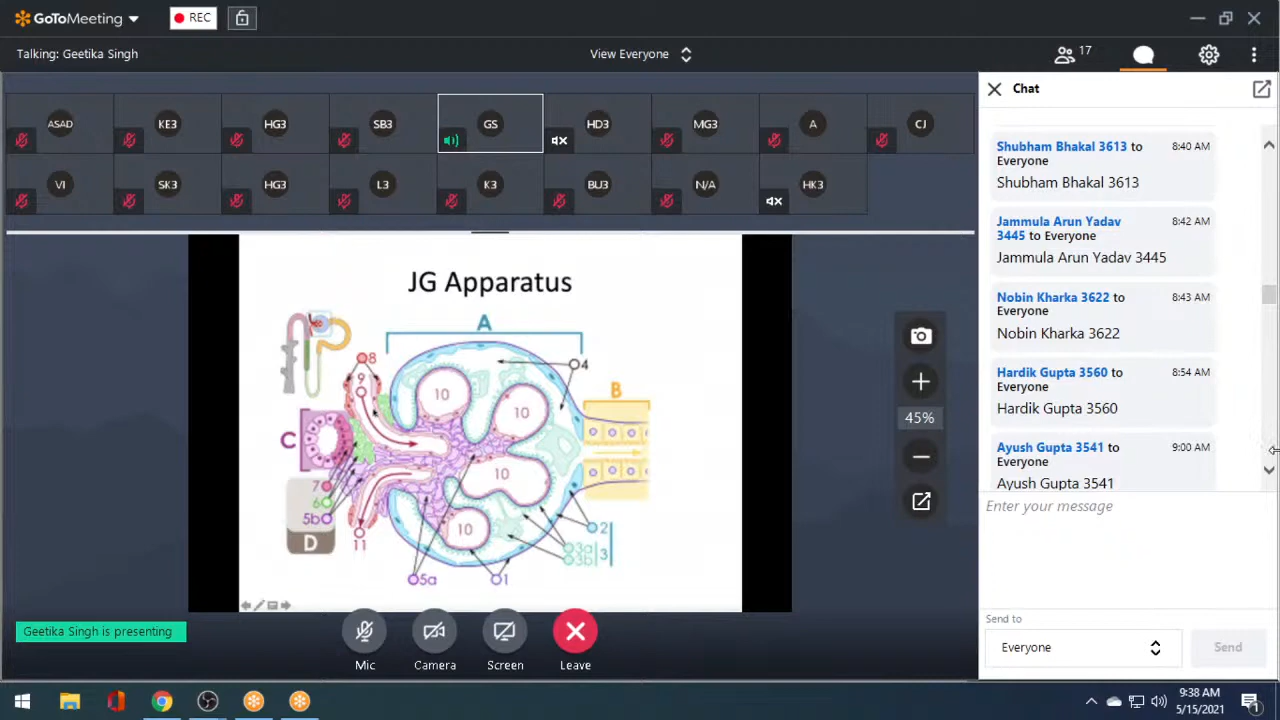 GoToMeeting
REC
Talking: Geetika Singh
View Everyone
17
ASAD
KE3
HG3
SB3
GS
HD3
MG3
A
CJ
VI
SK3
HG3
L3
K3
BU3
N/A
HK3
JG Apparatus
A
8
4
9
10
10
B
C
10
7
6
5b
10
2
D
11
3a
3b
3
5a
1
45%
Geetika Singh is presenting
Mic
Camera
Screen
Leave
Chat
Shubham Bhakal 3613 to
8:40 AM
Everyone
Shubham Bhakal 3613
Jammula Arun Yadav
8:42 AM
3445 to Everyone
Jammula Arun Yadav 3445
Nobin Kharka 3622 to
8:43 AM
Everyone
Nobin Kharka 3622
Hardik Gupta 3560 to
8:54 AM
Everyone
Hardik Gupta 3560
Ayush Gupta 3541 to
9:00 AM
Everyone
Ayush Gupta 3541
Enter your message
Send to
Everyone
Send
9:38 AM
5/15/2021
1